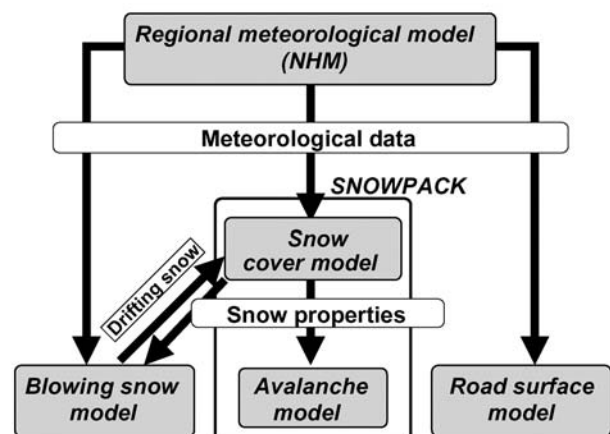 Regional meteorological model
(NHM)
Meteorological data
SNOWPACK
Snow
cover model
Drifting snow
Snow properties
Blowing snow
model
Avalanche
model
Road surface
model